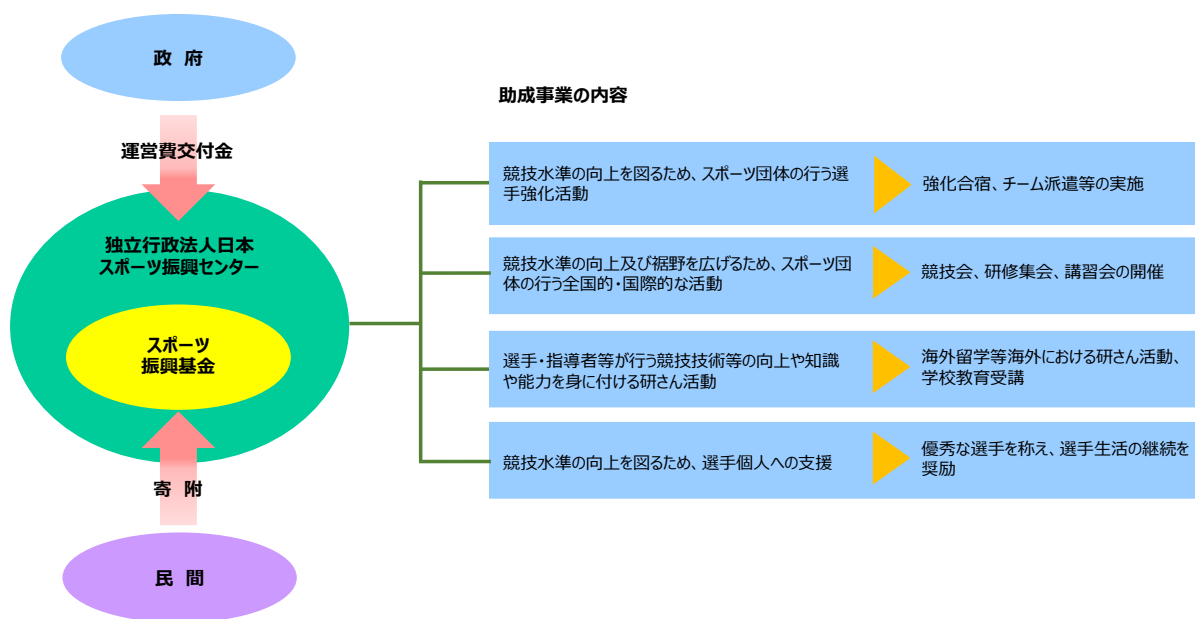 政 府
運営費交付金
独立行政法人日本
スポーツ振興センター
スポーツ
振興基金
寄 附
民 間
助成事業の内容
競技水準の向上を図るため、スポーツ団体の行う選
手強化活動
強化合宿、チーム派遣等の実施
競技水準の向上及び裾野を広げるため、スポーツ団
体の行う全国的・国際的な活動
競技会、研修集会、講習会の開催
選手・指導者等が行う競技技術等の向上や知識
や能力を身に付ける研さん活動
海外留学等海外における研さん活動、
学校教育受講
競技水準の向上を図るため、選手個人への支援
優秀な選手を称え、選手生活の継続を
奨励